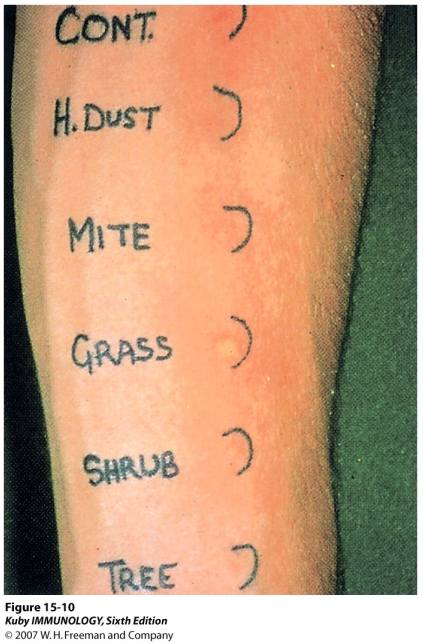 CONT.
H. DUST
MITE
GRASS
SHRUB
TREE
Figure 15-10
Kuby IMMUNOLOGY, Sixth Edition
© 2007 W. H. Freeman and Company